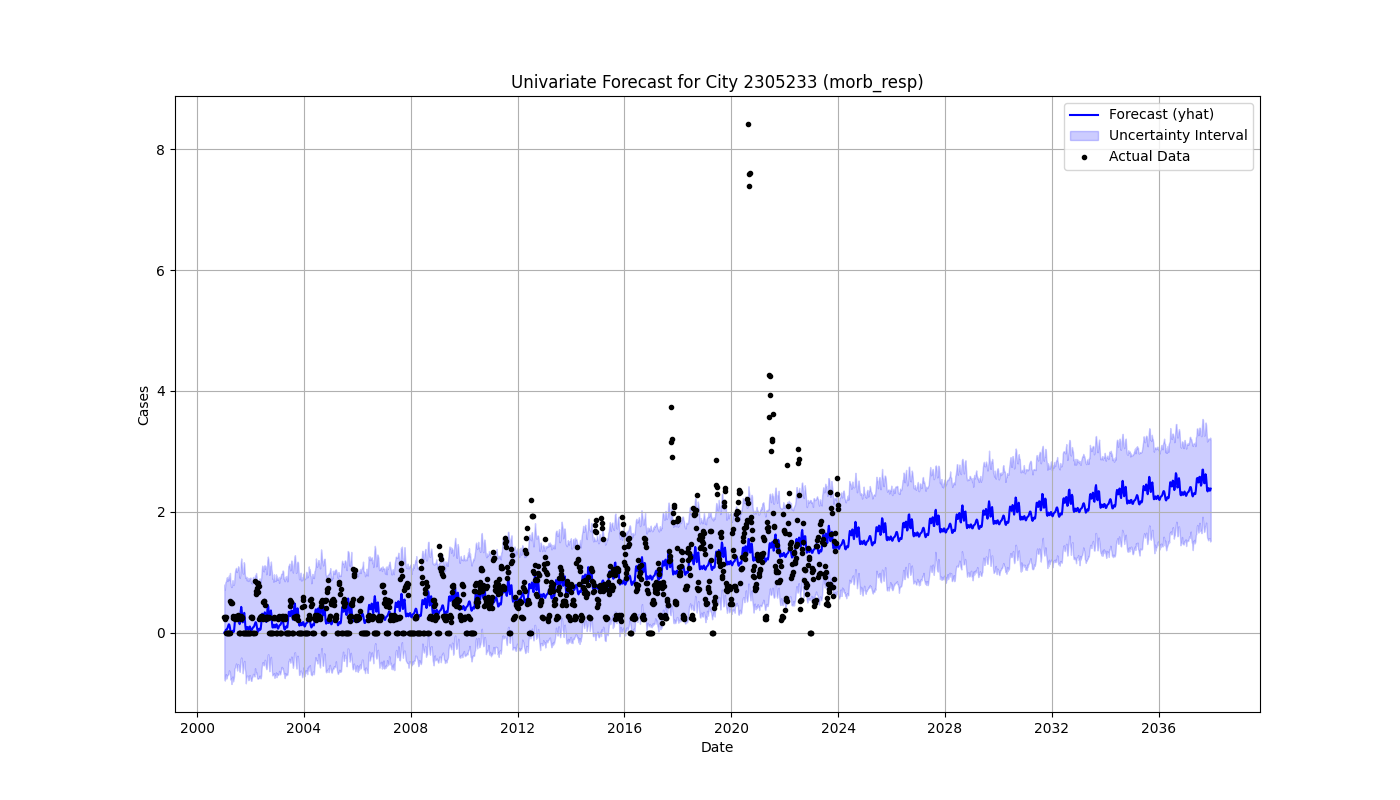 Univariate Forecast for City 2305233 (morb_resp)
Forecast (yhat)
Uncertainty Interval
Actual Data
8
6
4
2
0
Cases
2000 2004 2008 2012 2016 2020 2024 2028 2032 2036
Date